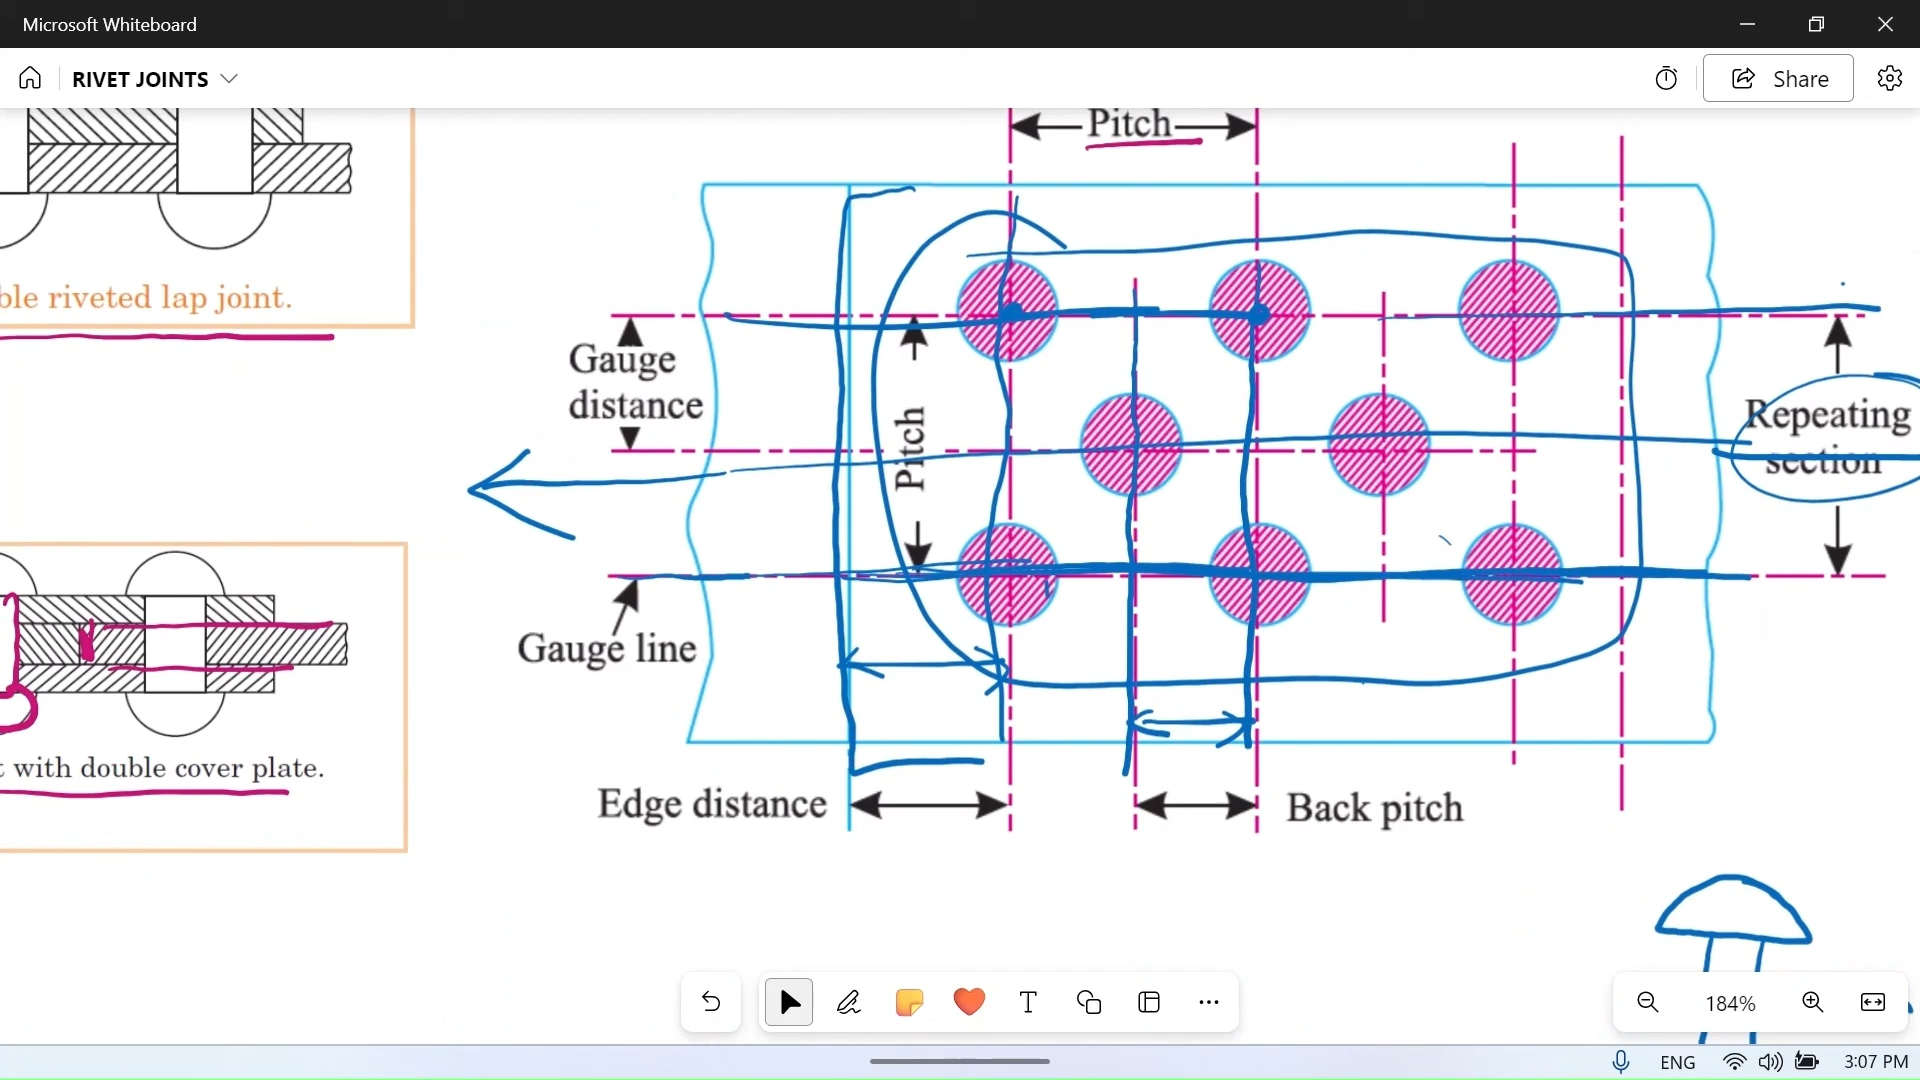 Microsoft Whiteboard
RIVET JOINTS
Share
Pitch
ble riveted lap joint.
Gauge
distance
Pitch
Repeating
section
Gauge line
t with double cover plate.
Edge distance
Back pitch
T
184%
ENG
3:07 PM